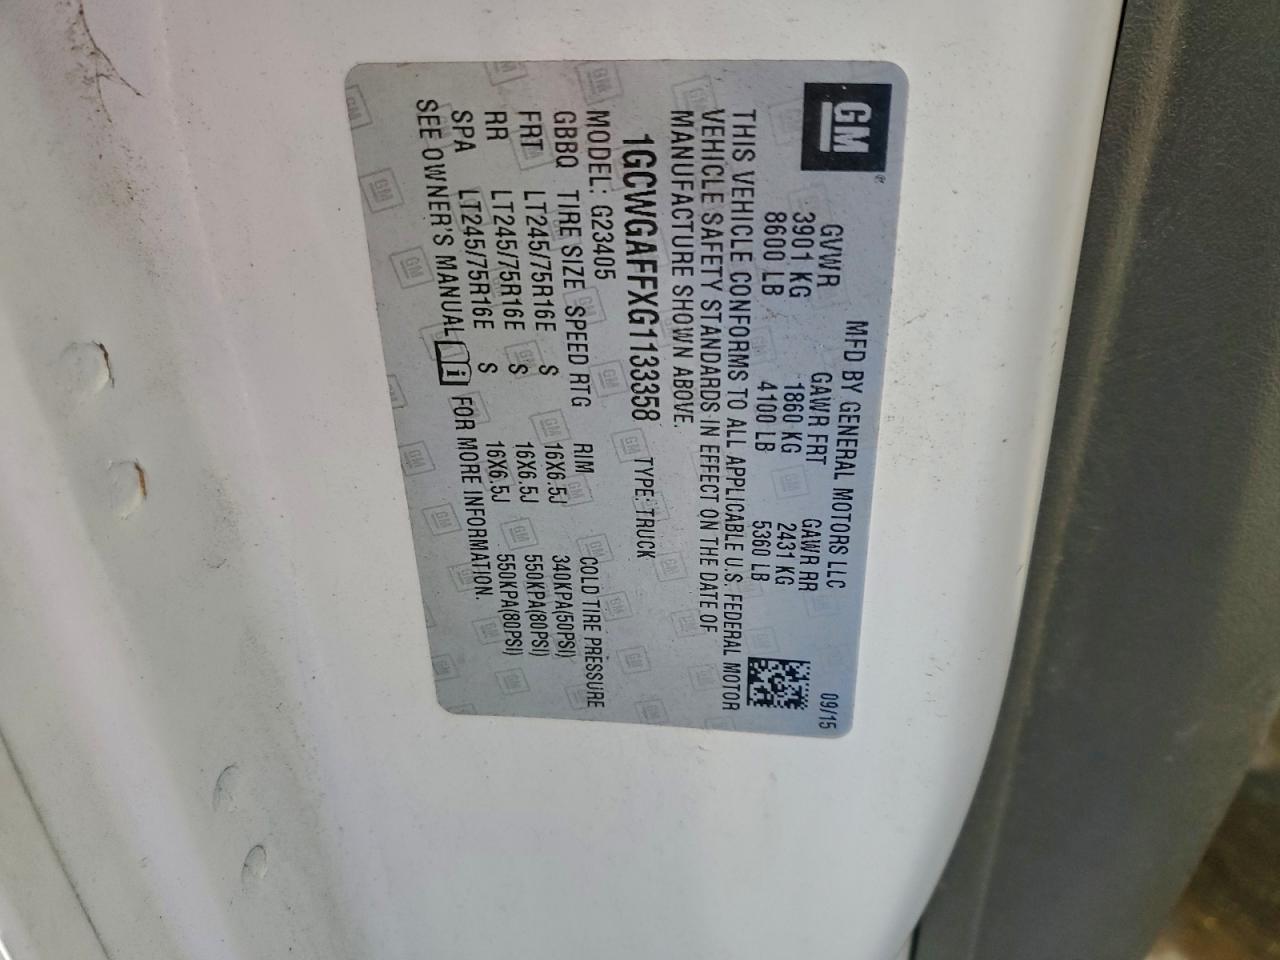 GM
MFD BY GENERAL MOTORS LLC 09/15
GVWR GAWR FRT GAWR RR
3901 KG 1860 KG 2431 KG
8600 LB 4100 LB 5360 LB
THIS VEHICLE CONFORMS TO ALL APPLICABLE U.S. FEDERAL MOTOR
VEHICLE SAFETY STANDARDS IN EFFECT ON THE DATE OF
MANUFACTURE SHOWN ABOVE.
1GCWGAFFXG1133358 TYPE: TRUCK
MODEL: G23405
GBBQ TIRE SIZE SPEED RTG RIM COLD TIRE PRESSURE
FRT LT245/75R16E S 16X6.5J 340KPA(50PSI)
RR LT245/75R16E S 16X6.5J 550KPA(80PSI)
SPA LT245/75R16E S 16X6.5J 550KPA(80PSI)
SEE OWNER'S MANUAL i FOR MORE INFORMATION.